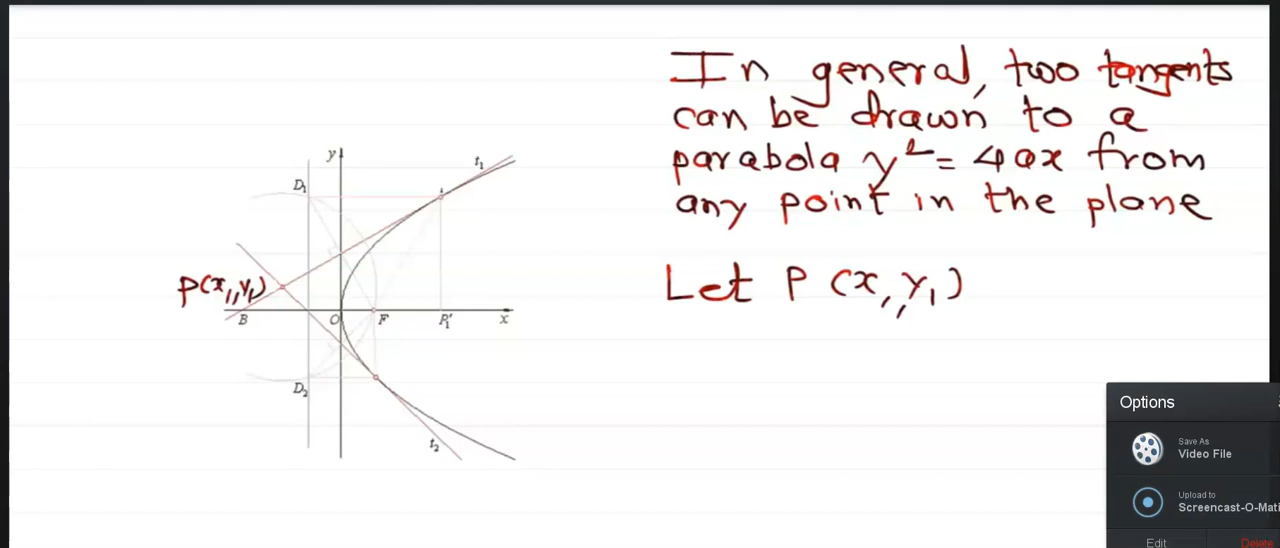 In general, two tangents
can be drawn to a
parabola y² = 4ax from
any point in the plane
Let P (x₁, y₁)
y
t₁
D₁
P(x₁, y₁)
B
O
F
P₁'
x
D₂
t₂
Options
Save As
Video File
Upload to
Screencast-O-Mati
Edit
Delete